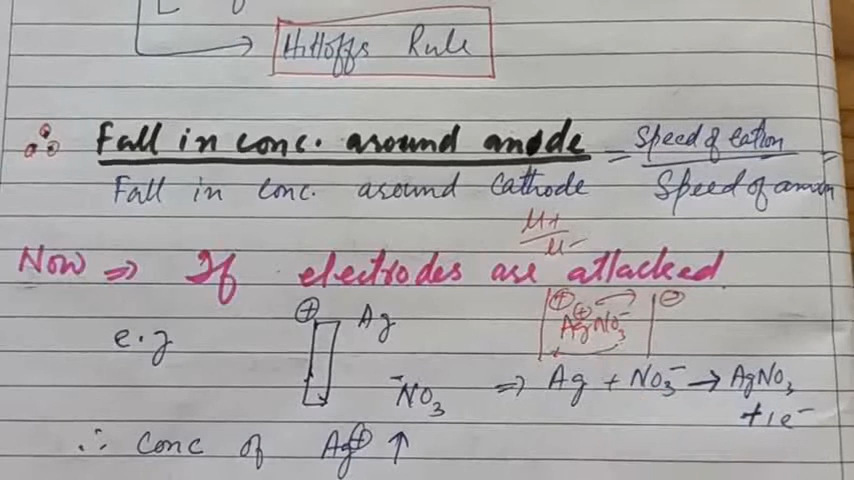 Hittoffs Rule
∴ Fall in conc. around anode = Speed of cation =
Fall in conc. around cathode Speed of anion
μ+
μ-
Now ⇒ If electrodes are attacked
⊕ ⊖
e.g ⊕ Ag ⊕ AgNO3-
-NO3 ⇒ Ag + NO3- → AgNO3
+1e-
∴ Conc of Ag⊕ ↑